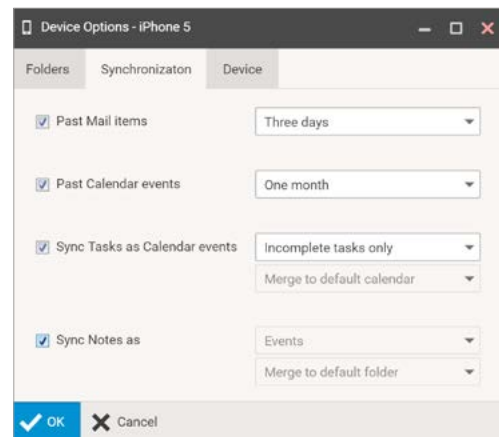 Device Options - iPhone 5
Folders Synchronizaton Device
Past Mail items Three days
Past Calendar events One month
Sync Tasks as Calendar events Incomplete tasks only
Merge to default calendar
Sync Notes as Events
Merge to default folder
OK Cancel